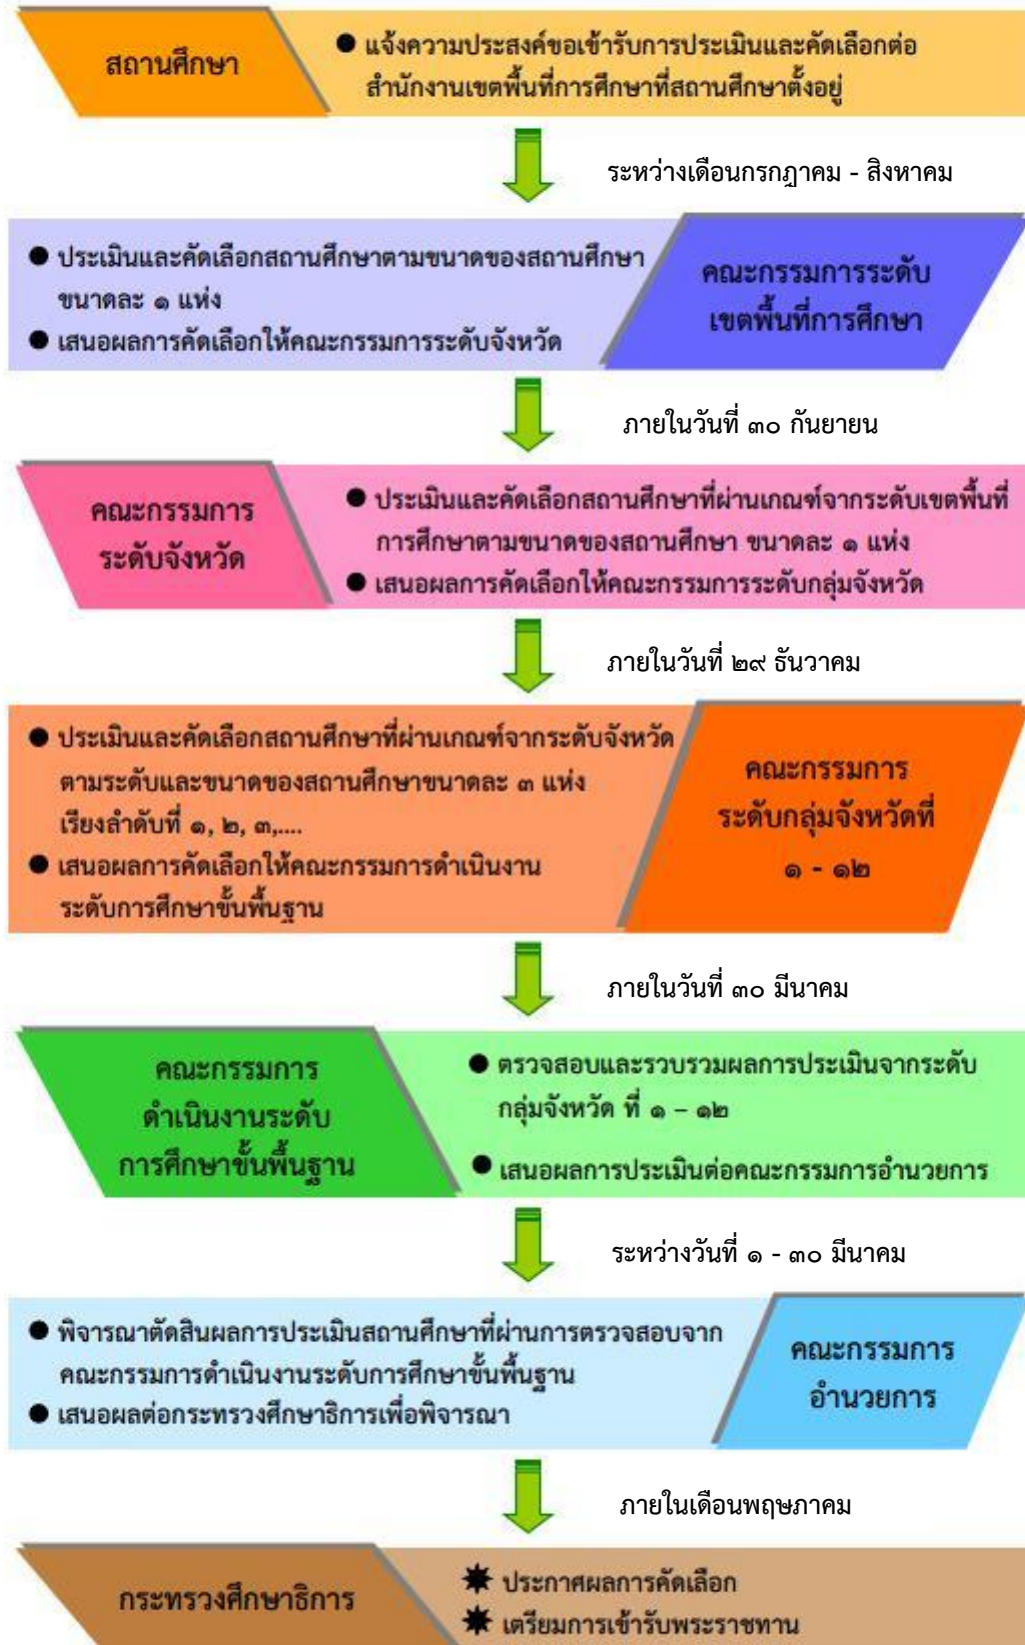 สถานศึกษา
● แจ้งความประสงค์ขอเข้ารับการประเมินและคัดเลือกต่อ
สำนักงานเขตพื้นที่การศึกษาที่สถานศึกษาตั้งอยู่
ระหว่างเดือนกรกฎาคม - สิงหาคม
● ประเมินและคัดเลือกสถานศึกษาตามขนาดของสถานศึกษา
ขนาดละ ๑ แห่ง
● เสนอผลการคัดเลือกให้คณะกรรมการระดับจังหวัด
คณะกรรมการระดับ
เขตพื้นที่การศึกษา
ภายในวันที่ ๓๐ กันยายน
คณะกรรมการ
ระดับจังหวัด
● ประเมินและคัดเลือกสถานศึกษาที่ผ่านเกณฑ์จากระดับเขตพื้นที่
การศึกษาตามขนาดของสถานศึกษา ขนาดละ ๑ แห่ง
● เสนอผลการคัดเลือกให้คณะกรรมการระดับกลุ่มจังหวัด
ภายในวันที่ ๒๙ ธันวาคม
● ประเมินและคัดเลือกสถานศึกษาที่ผ่านเกณฑ์จากระดับจังหวัด
ตามระดับและขนาดของสถานศึกษาขนาดละ ๓ แห่ง
เรียงลำดับที่ ๑, ๒, ๓,....
● เสนอผลการคัดเลือกให้คณะกรรมการดำเนินงาน
ระดับการศึกษาขั้นพื้นฐาน
คณะกรรมการ
ระดับกลุ่มจังหวัดที่
๑ - ๑๒
ภายในวันที่ ๓๐ มีนาคม
คณะกรรมการ
ดำเนินงานระดับ
การศึกษาขั้นพื้นฐาน
● ตรวจสอบและรวบรวมผลการประเมินจากระดับ
กลุ่มจังหวัด ที่ ๑ – ๑๒
● เสนอผลการประเมินต่อคณะกรรมการอำนวยการ
ระหว่างวันที่ ๑ - ๓๐ มีนาคม
● พิจารณาตัดสินผลการประเมินสถานศึกษาที่ผ่านการตรวจสอบจาก
คณะกรรมการดำเนินงานระดับการศึกษาขั้นพื้นฐาน
● เสนอผลต่อกระทรวงศึกษาธิการเพื่อพิจารณา
คณะกรรมการ
อำนวยการ
ภายในเดือนพฤษภาคม
กระทรวงศึกษาธิการ
✷ ประกาศผลการคัดเลือก
✷ เตรียมการเข้ารับพระราชทาน